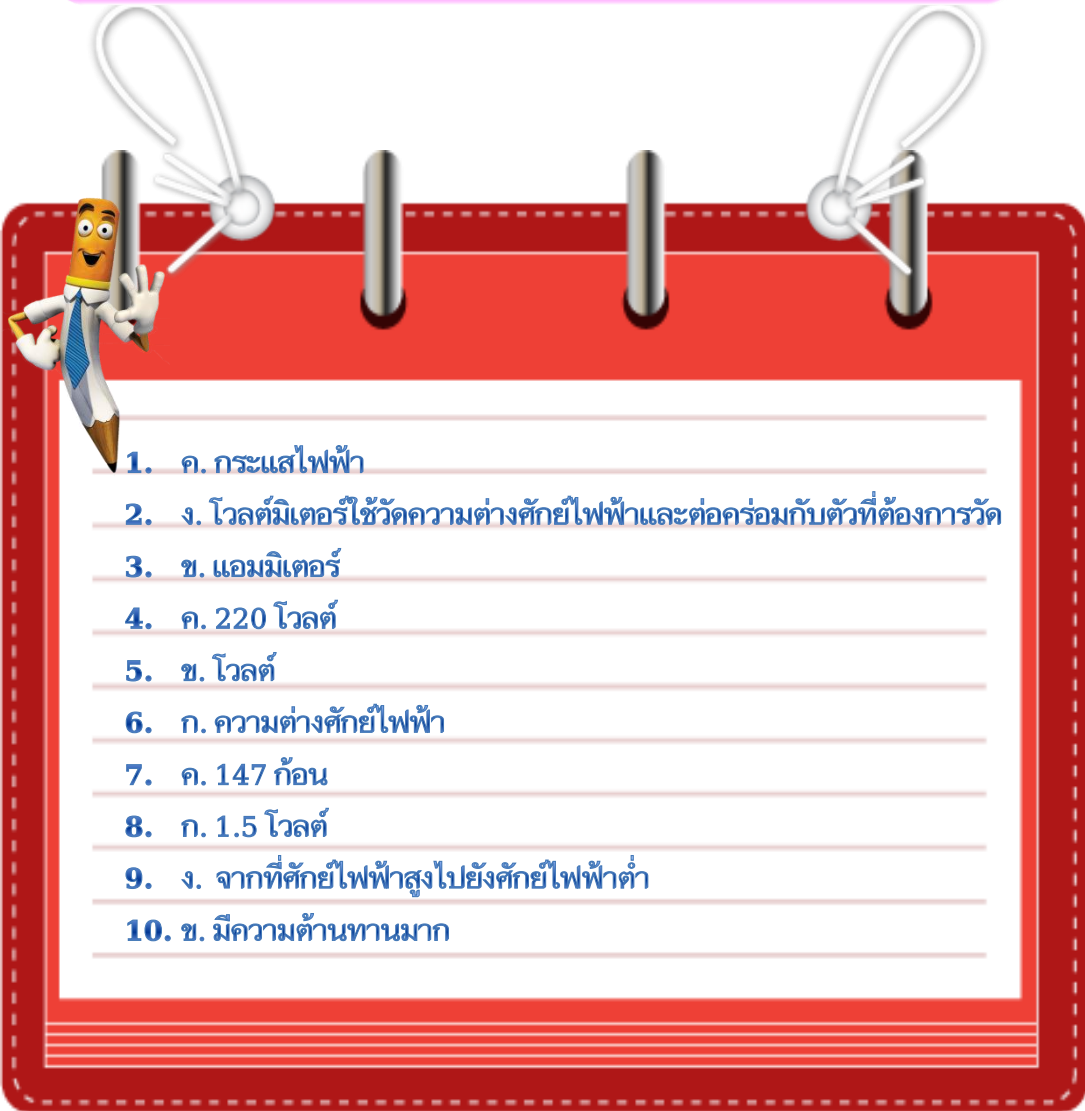 1. ค. กระแสไฟฟ้า
2. ง. โวลต์มิเตอร์ใช้วัดความต่างศักย์ไฟฟ้าและต่อคร่อมกับตัวที่ต้องการวัด
3. ข. แอมมิเตอร์
4. ค. 220 โวลต์
5. ข. โวลต์
6. ก. ความต่างศักย์ไฟฟ้า
7. ค. 147 ก้อน
8. ก. 1.5 โวลต์
9. ง. จากที่ศักย์ไฟฟ้าสูงไปยังศักย์ไฟฟ้าต่ำ
10. ข. มีความต้านทานมาก